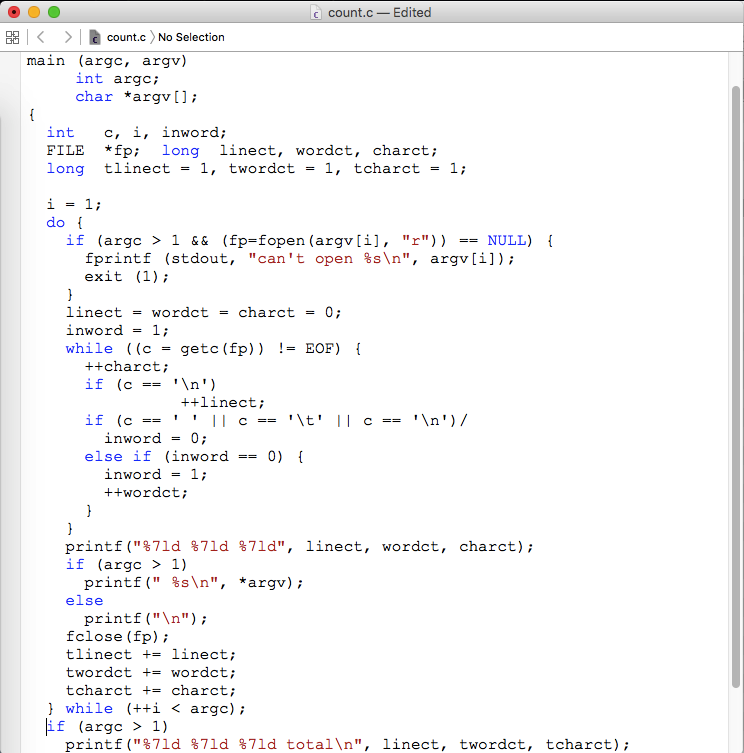 count.c — Edited
count.c 〉No Selection
main (argc, argv)
     int argc;
     char *argv[];
{
  int   c, i, inword;
  FILE  *fp;  long  linect, wordct, charct;
  long  tlinect = 1, twordct = 1, tcharct = 1;

  i = 1;
  do {
    if (argc > 1 && (fp=fopen(argv[i], "r")) == NULL) {
      fprintf (stdout, "can't open %s\n", argv[i]);
      exit (1);
    }
    linect = wordct = charct = 0;
    inword = 1;
    while ((c = getc(fp)) != EOF) {
      ++charct;
      if (c == '\n')
                ++linect;
      if (c == ' ' || c == '\t' || c == '\n')/
        inword = 0;
      else if (inword == 0) {
        inword = 1;
        ++wordct;
      }
    }
    printf("%7ld %7ld %7ld", linect, wordct, charct);
    if (argc > 1)
      printf(" %s\n", *argv);
    else
      printf("\n");
    fclose(fp);
    tlinect += linect;
    twordct += wordct;
    tcharct += charct;
  } while (++i < argc);
  if (argc > 1)
    printf("%7ld %7ld %7ld total\n", linect, twordct, tcharct);